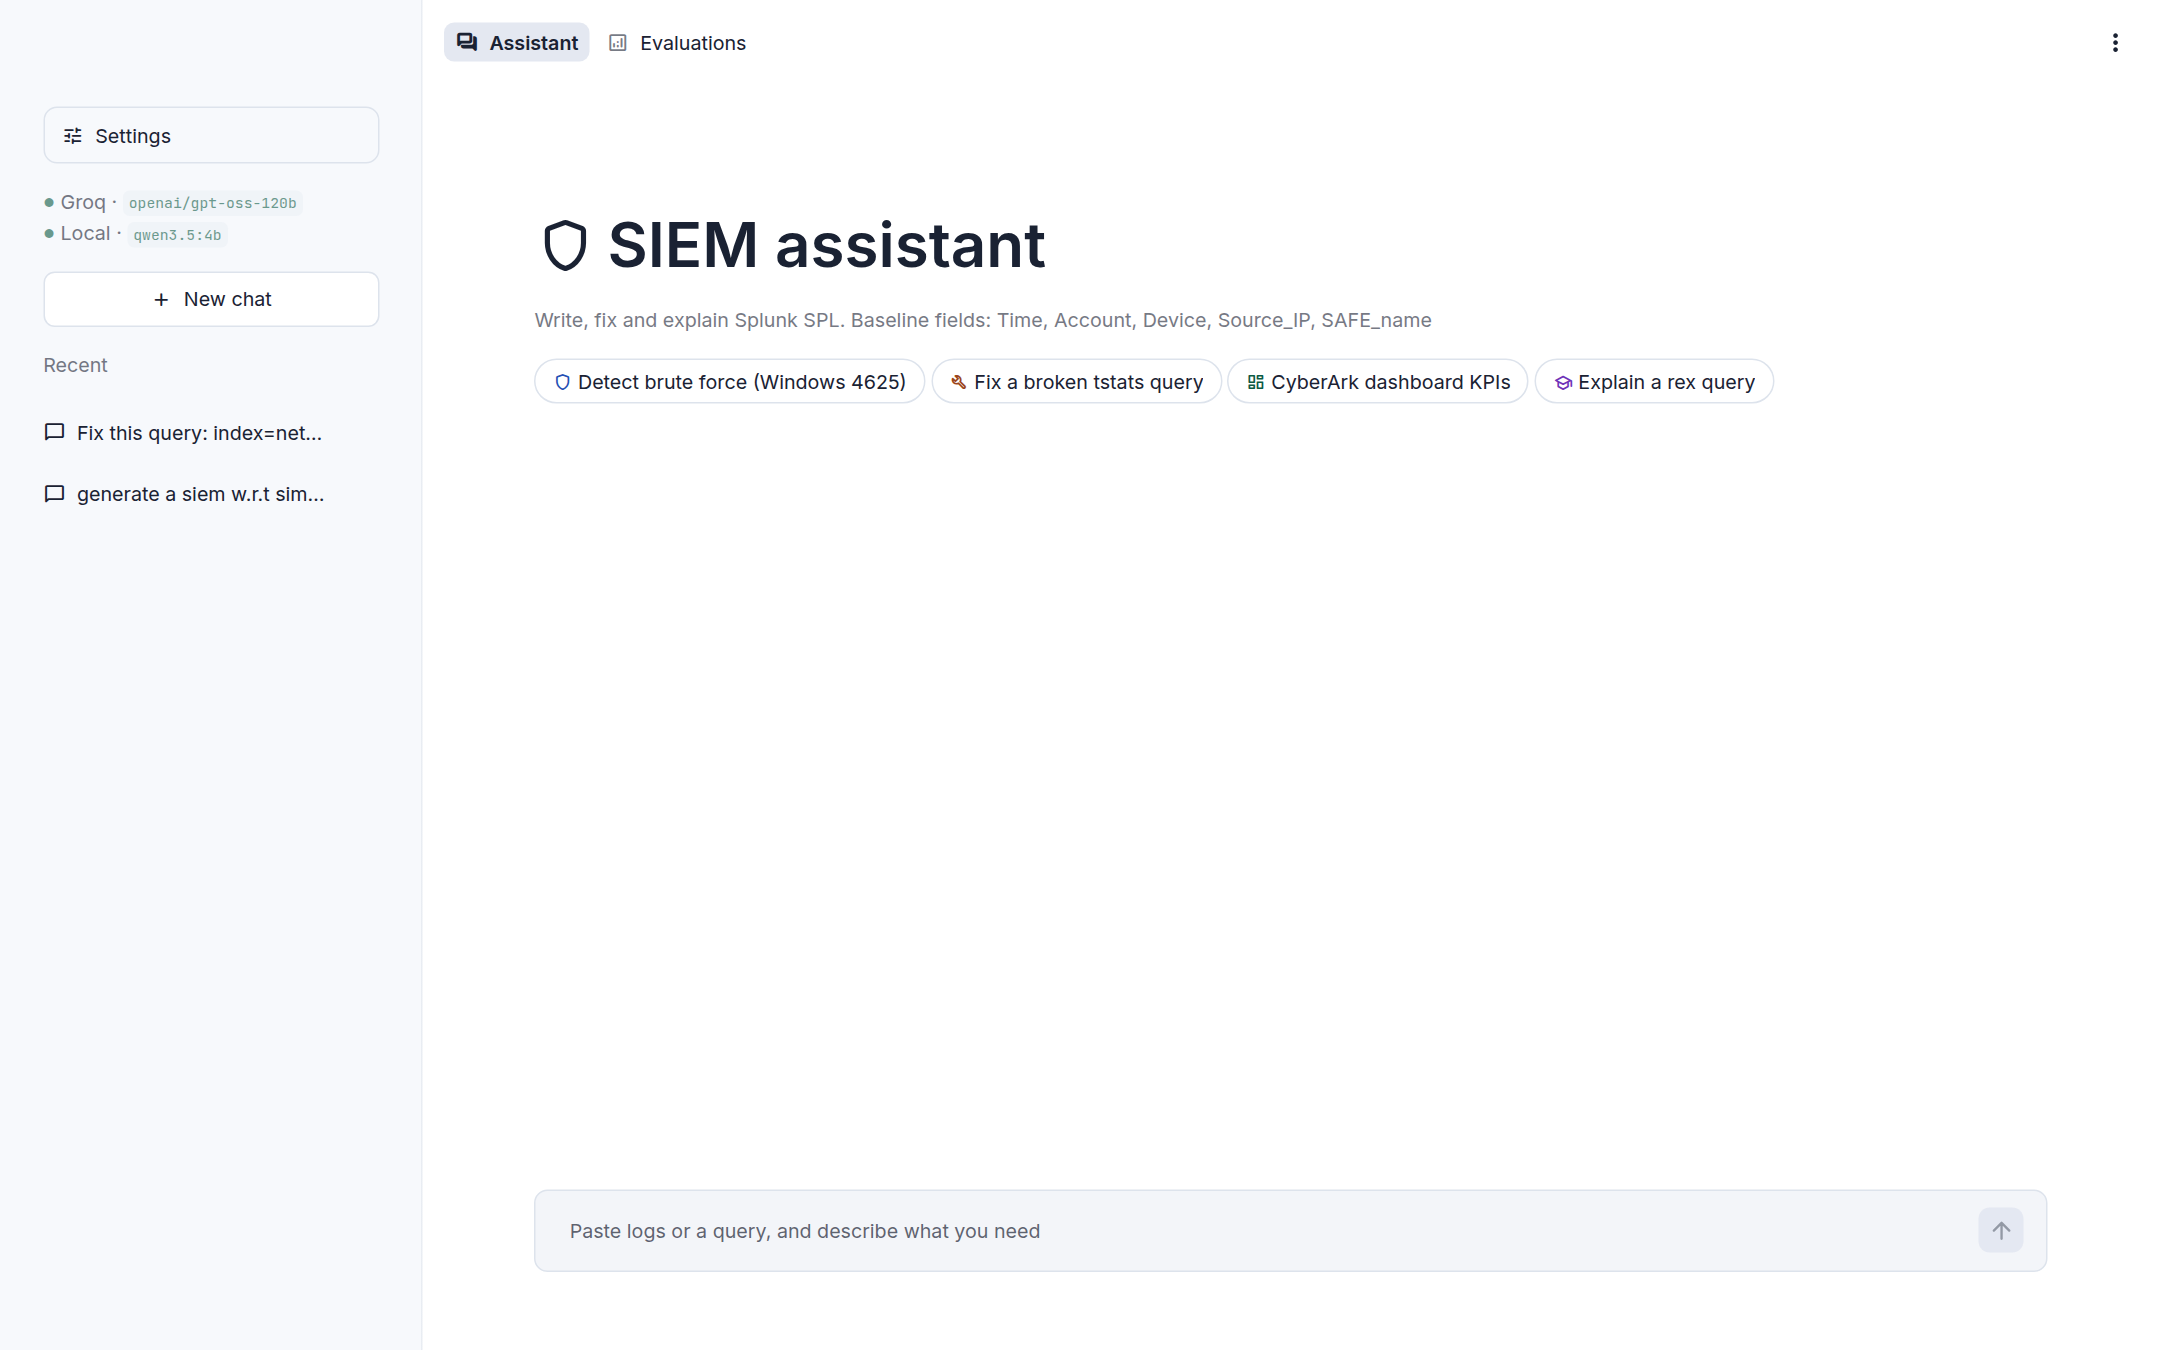 Assistant
Evaluations
Settings
Groq · openai/gpt-oss-120b
Local · qwen3.5:4b
New chat
Recent
Fix this query: index=net...
generate a siem w.r.t sim...
SIEM assistant
Write, fix and explain Splunk SPL. Baseline fields: Time, Account, Device, Source_IP, SAFE_name
Detect brute force (Windows 4625)
Fix a broken tstats query
CyberArk dashboard KPIs
Explain a rex query
Paste logs or a query, and describe what you need